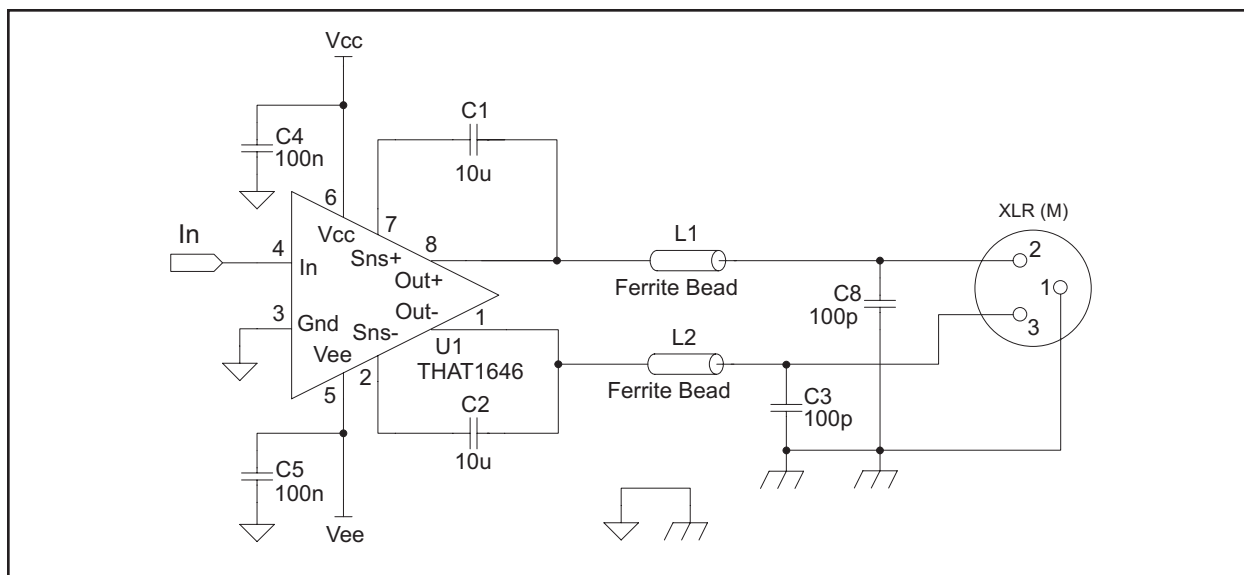 Vcc
C4
100n
C1
10u
6
7
Vcc
In
4
In
Sns+
8
Out+
L1
Ferrite Bead
XLR (M)
2
1
3
C8
100p
3
Gnd
Out-
Sns-
1
Vee
U1
THAT1646
2
5
L2
Ferrite Bead
C3
100p
C2
10u
C5
100n
Vee